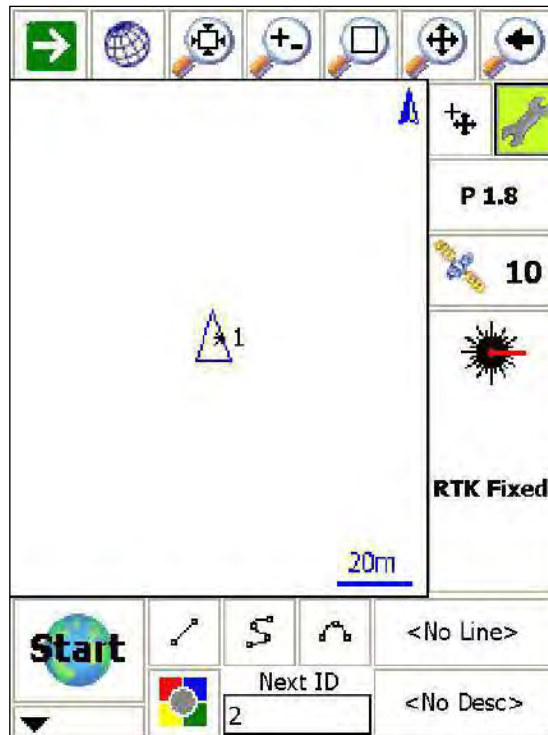 P 1.8
10
1
RTK Fixed
20m
Start
<No Line>
Next ID
2
<No Desc>